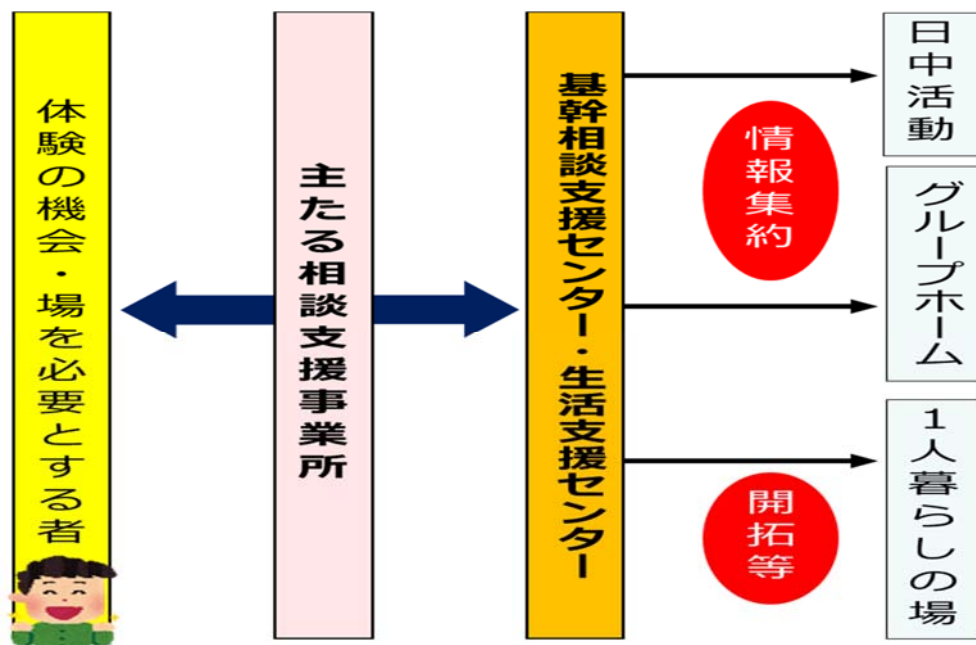 体験の機会・場を必要とする者
主たる相談支援事業所
基幹相談支援センター・生活支援センター
情報集約
開拓等
日中活動
グループホーム
1人暮らしの場